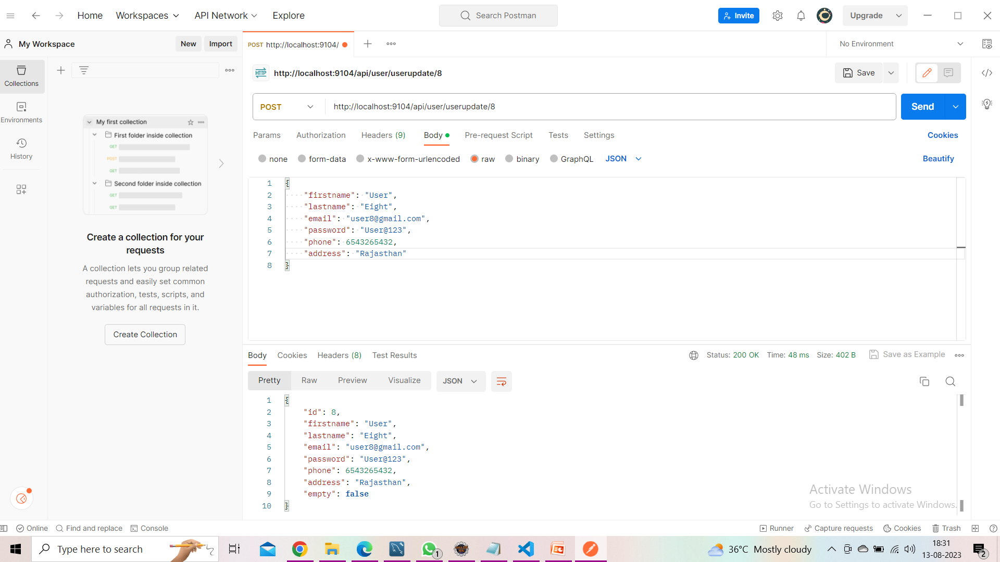 Home Workspaces API Network Explore Search Postman Invite Upgrade
My Workspace New Import POST http://localhost:9104/ No Environment
Collections
Environments
History
My first collection
First folder inside collection
GET
POST
GET
Second folder inside collection
GET
GET
Create a collection for your
requests
A collection lets you group related
requests and easily set common
authorization, tests, scripts, and
variables for all requests in it.
Create Collection
HTTP http://localhost:9104/api/user/userupdate/8 Save
POST http://localhost:9104/api/user/userupdate/8 Send
Params Authorization Headers (9) Body Pre-request Script Tests Settings Cookies
none form-data x-www-form-urlencoded raw binary GraphQL JSON Beautify
1 {
2 "firstname": "User",
3 "lastname": "Eight",
4 "email": "user8@gmail.com",
5 "password": "User@123",
6 "phone": 6543265432,
7 "address": "Rajasthan"
8 }
Body Cookies Headers (8) Test Results Status: 200 OK Time: 48 ms Size: 402 B Save as Example
Pretty Raw Preview Visualize JSON
1 {
2 "id": 8,
3 "firstname": "User",
4 "lastname": "Eight",
5 "email": "user8@gmail.com",
6 "password": "User@123",
7 "phone": 6543265432,
8 "address": "Rajasthan",
9 "empty": false
10 }
Activate Windows
Go to Settings to activate Windows.
Online Find and replace Console Runner Capture requests Cookies Trash
Type here to search 1 36°C Mostly cloudy 18:31
13-08-2023 2